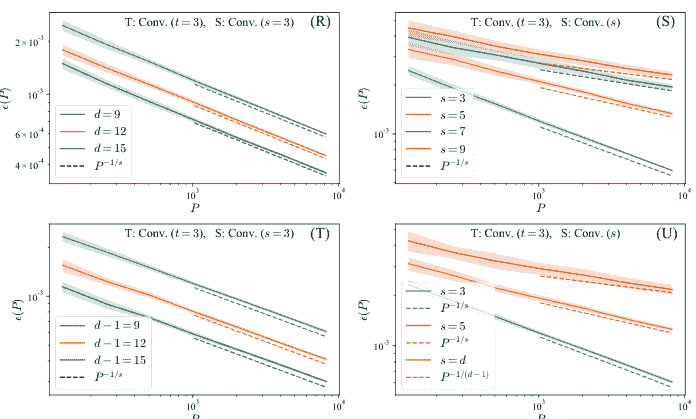 T: Conv. (t = 3), S: Conv. (s = 3) (R)
2 × 10⁻³
10⁻³
6 × 10⁻⁴
4 × 10⁻⁴
ϵ(P)
d = 9
d = 12
d = 15
P^{-1/s}
10³
10⁴
P
T: Conv. (t = 3), S: Conv. (s) (S)
10⁻³
ϵ(P)
s = 3
s = 5
s = 7
s = 9
P^{-1/s}
10³
10⁴
P
T: Conv. (t = 3), S: Conv. (s = 3) (T)
10⁻³
ϵ(P)
d − 1 = 9
d − 1 = 12
d − 1 = 15
P^{-1/s}
10³
10⁴
P
T: Conv. (t = 3), S: Conv. (s) (U)
10⁻³
ϵ(P)
s = 3
P^{-1/s}
s = 5
P^{-1/s}
s = d
P^{-1/(d−1)}
10³
10⁴
P